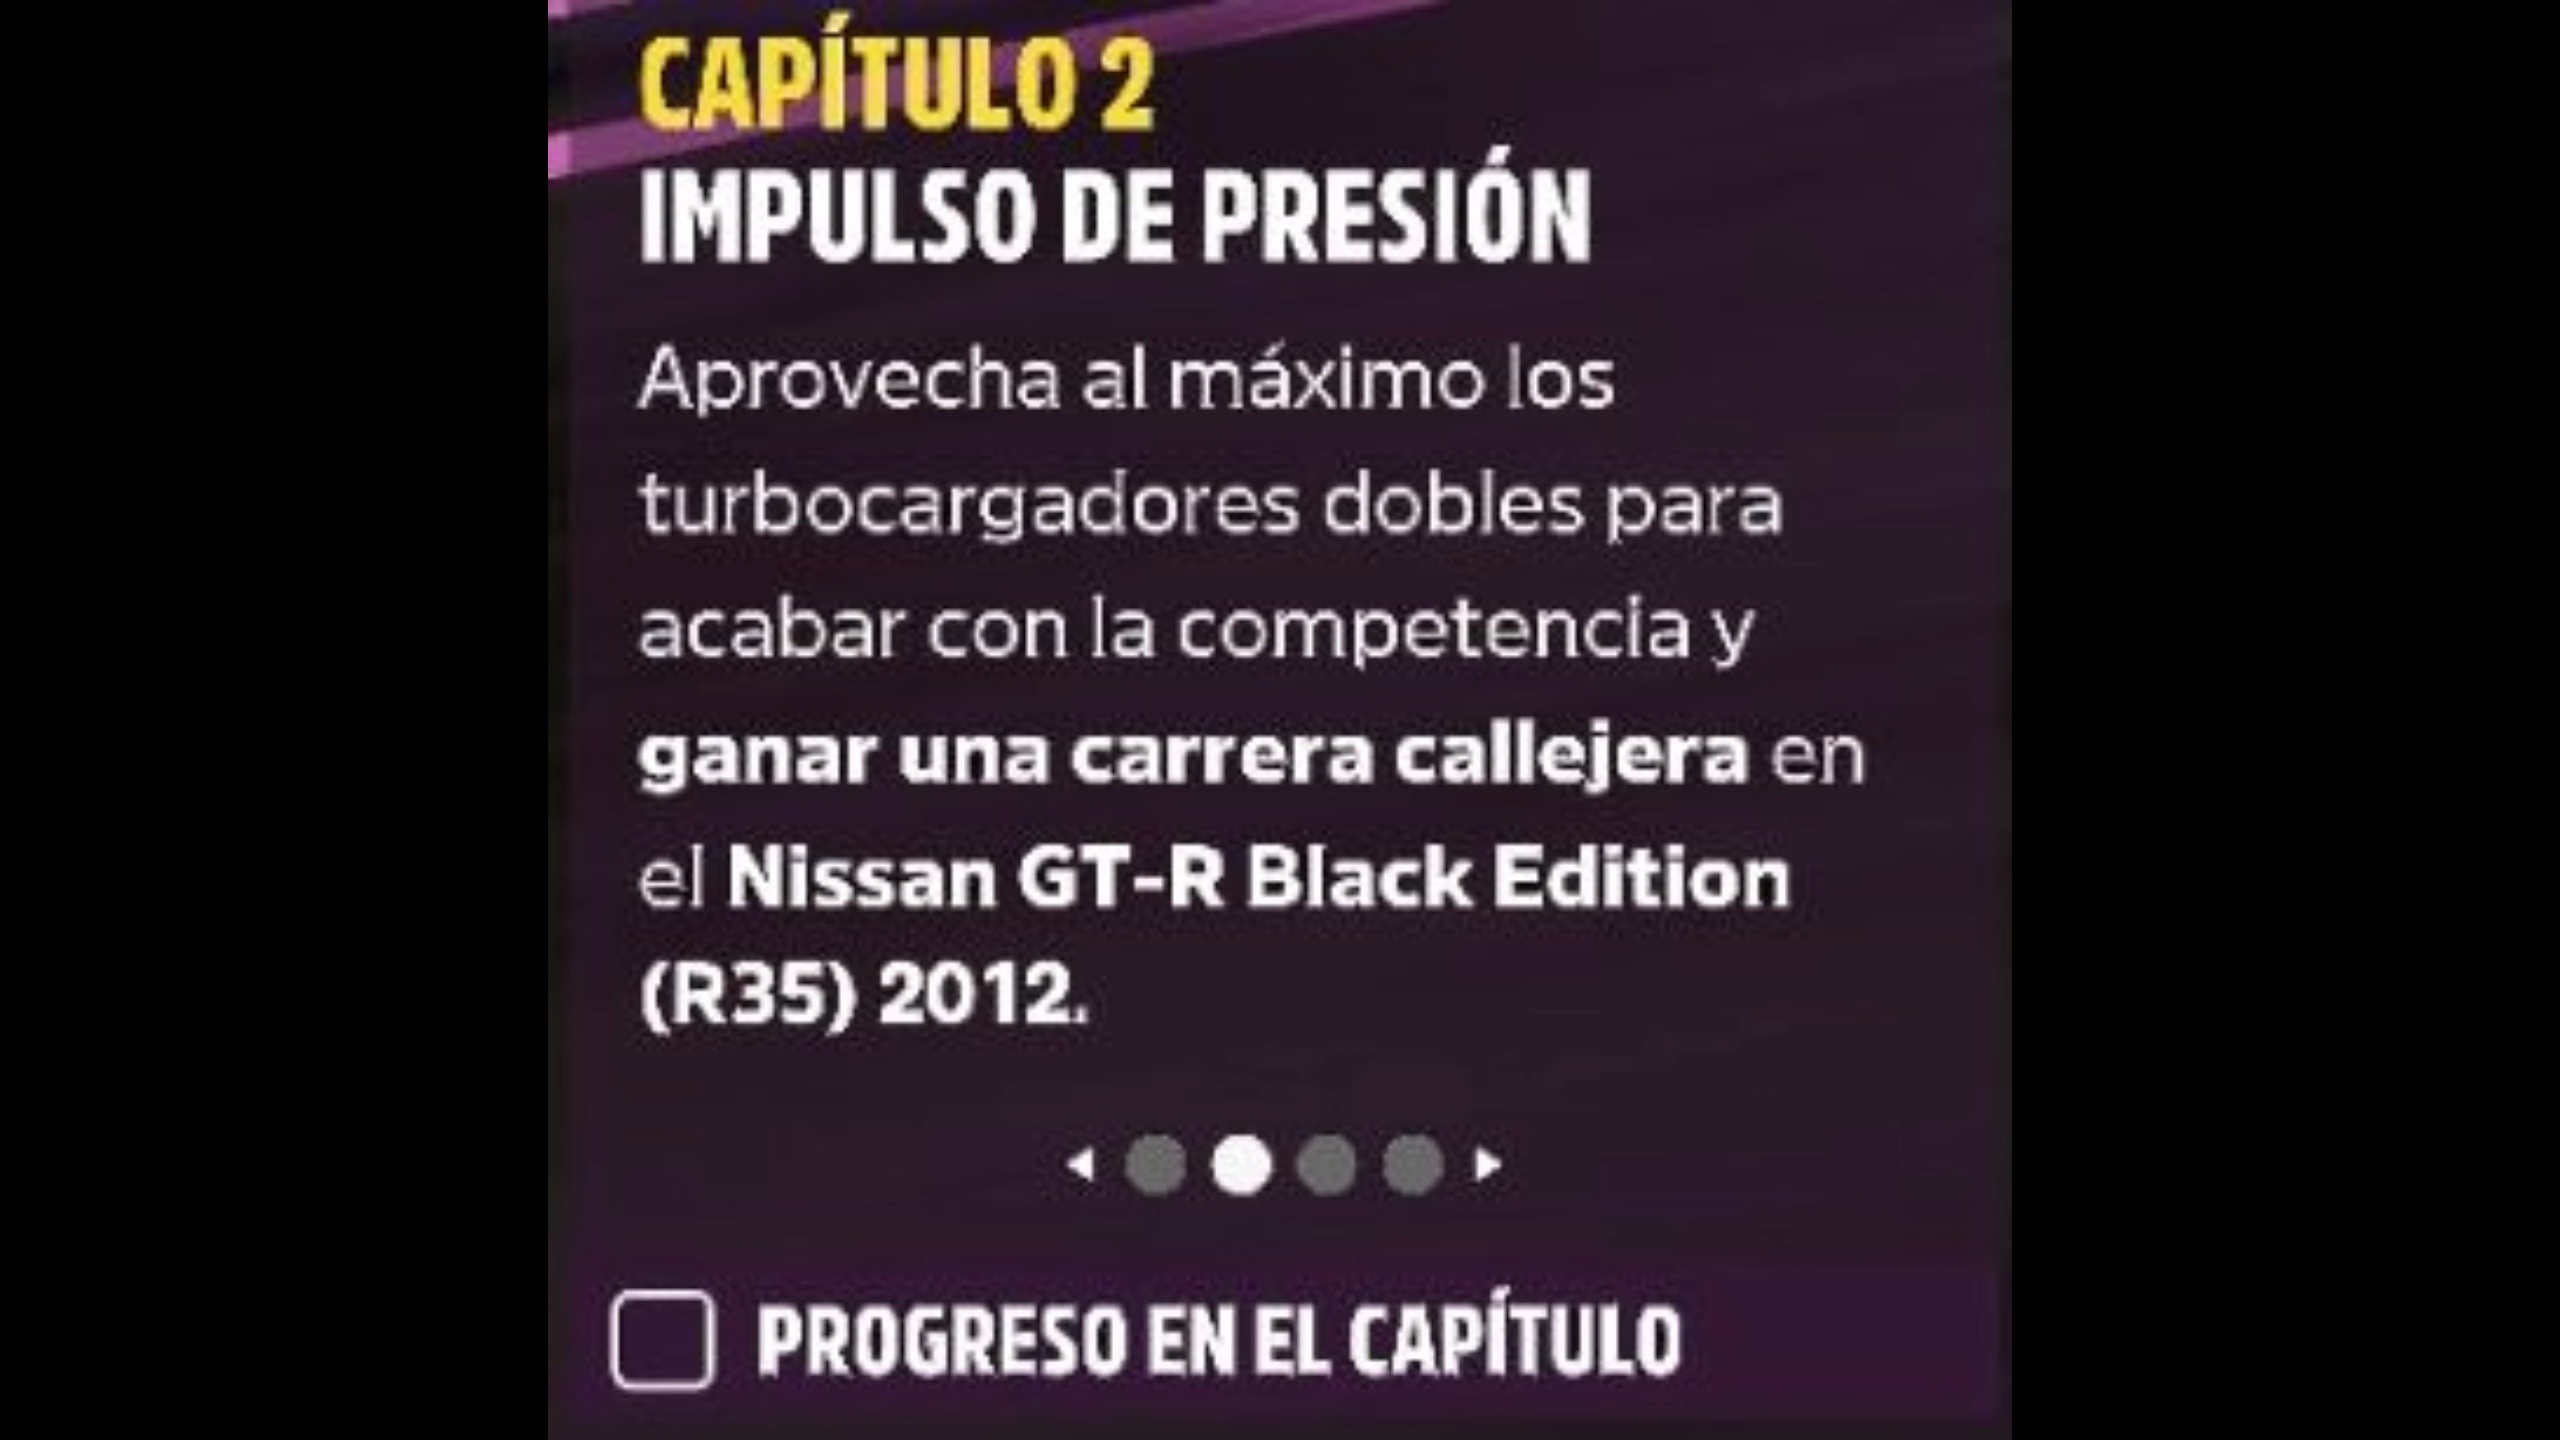 CAPÍTULO 2
IMPULSO DE PRESIÓN
Aprovecha al máximo los
turbocargadores dobles para
acabar con la competencia y
ganar una carrera callejera en
el Nissan GT-R Black Edition
(R35) 2012.
PROGRESO EN EL CAPÍTULO